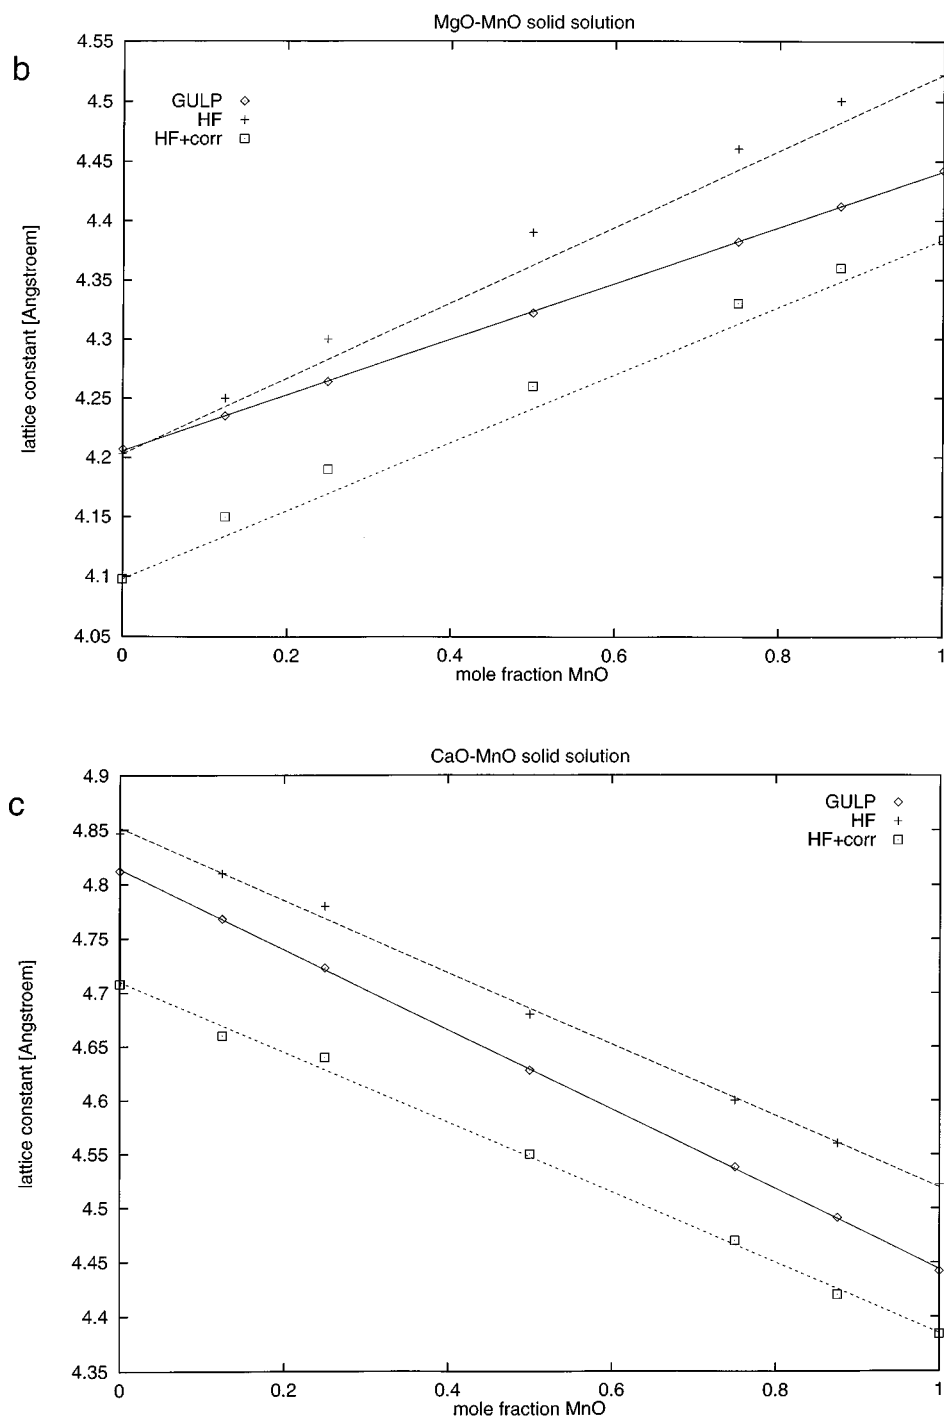 MgO-MnO solid solution
b
4.55
4.5
4.45
4.4
4.35
4.3
4.25
4.2
4.15
4.1
4.05
lattice constant [Angstroem]
GULP
HF
HF+corr
0 0.2 0.4 0.6 0.8 1
mole fraction MnO
CaO-MnO solid solution
c
4.9
4.85
4.8
4.75
4.7
4.65
4.6
4.55
4.5
4.45
4.4
4.35
lattice constant [Angstroem]
GULP
HF
HF+corr
0 0.2 0.4 0.6 0.8 1
mole fraction MnO